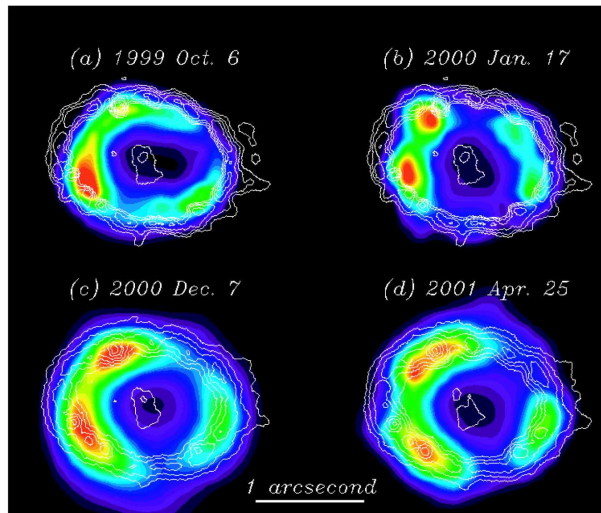 (a) 1999 Oct. 6
(b) 2000 Jan. 17
(c) 2000 Dec. 7
(d) 2001 Apr. 25
1 arcsecond